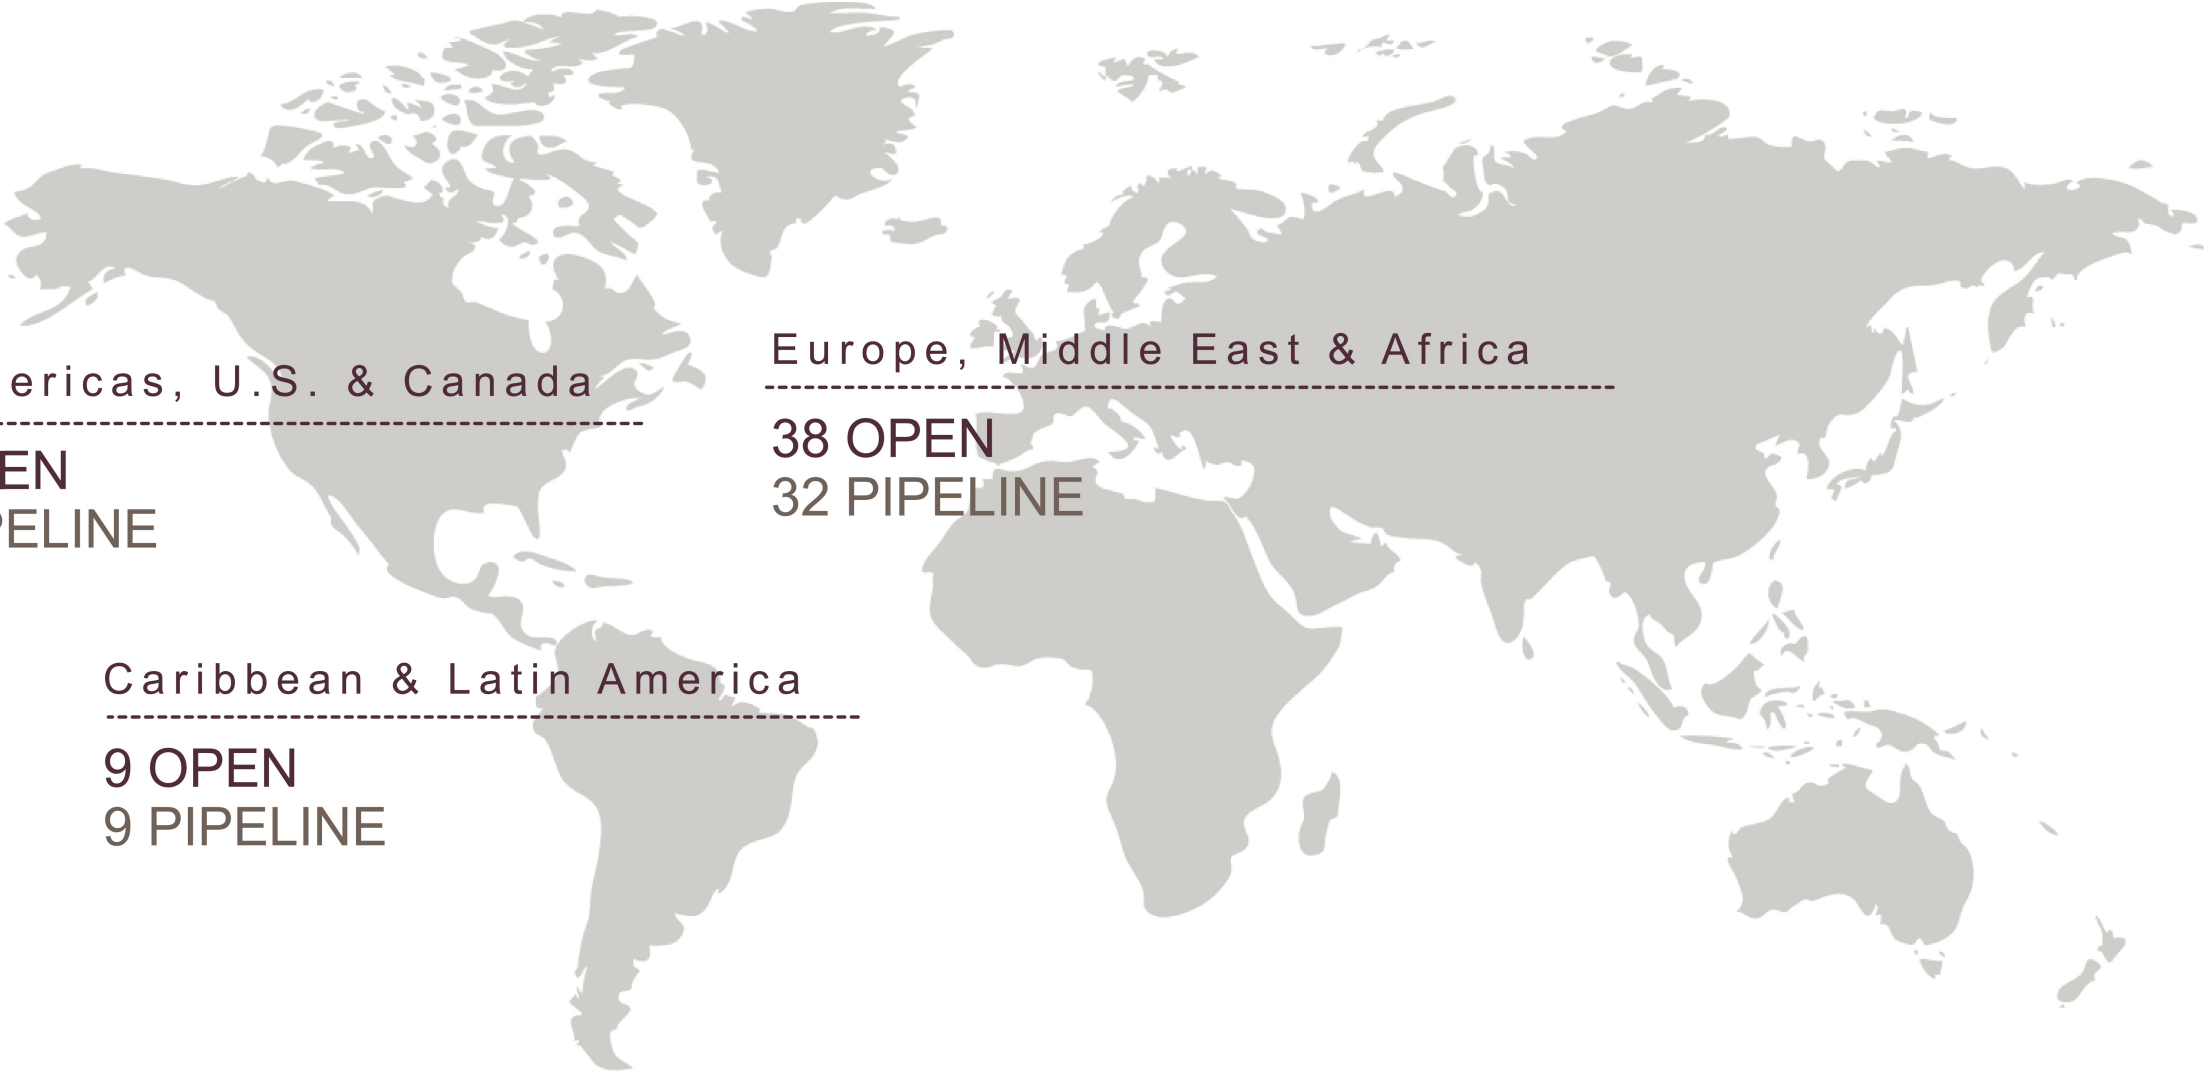 Europe, Middle East & Africa
38 OPEN
32 PIPELINE
ericas, U.S. & Canada
EN
ELINE
Caribbean & Latin America
9 OPEN
9 PIPELINE